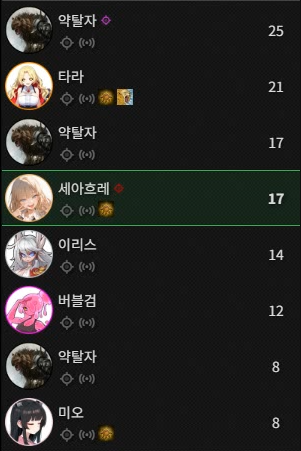 약탈자 25
타라 21
약탈자 17
세아흐레 17
이리스 14
버블검 12
약탈자 8
미오 8